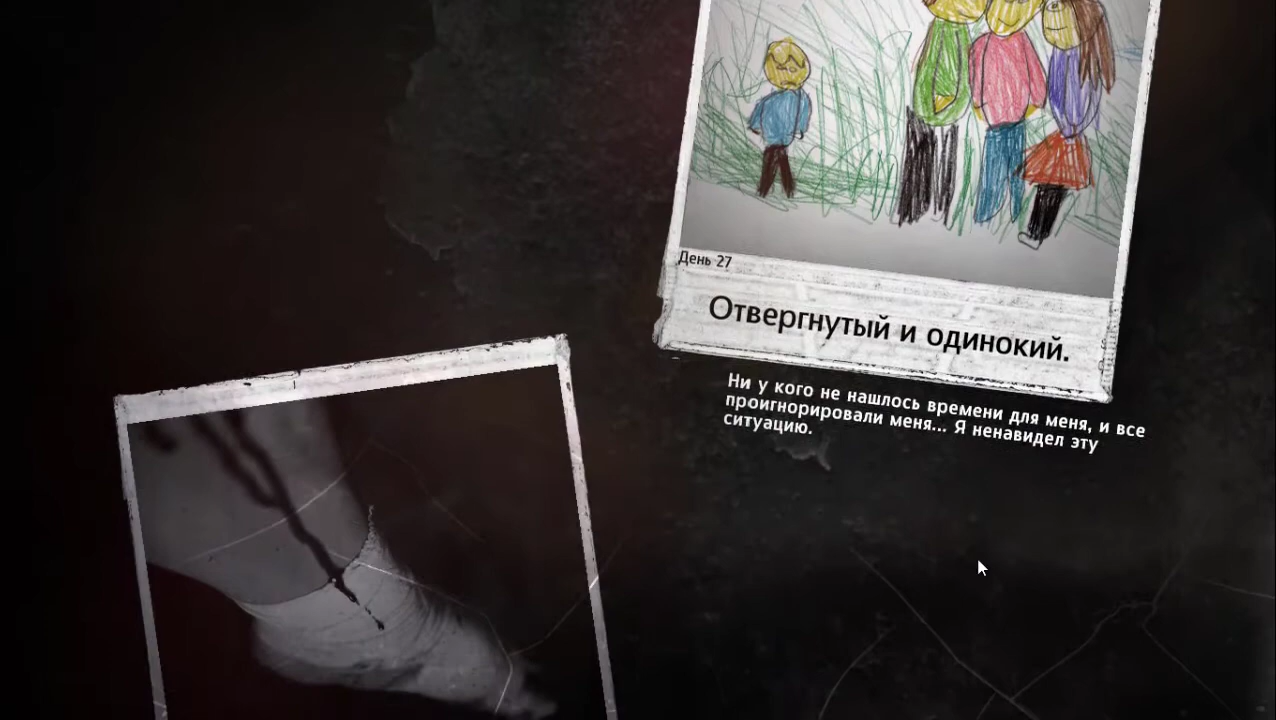 День 27
Отвергнутый и одинокий.
Ни у кого не нашлось времени для меня, и все
проигнорировали меня... Я ненавидел эту
ситуацию.